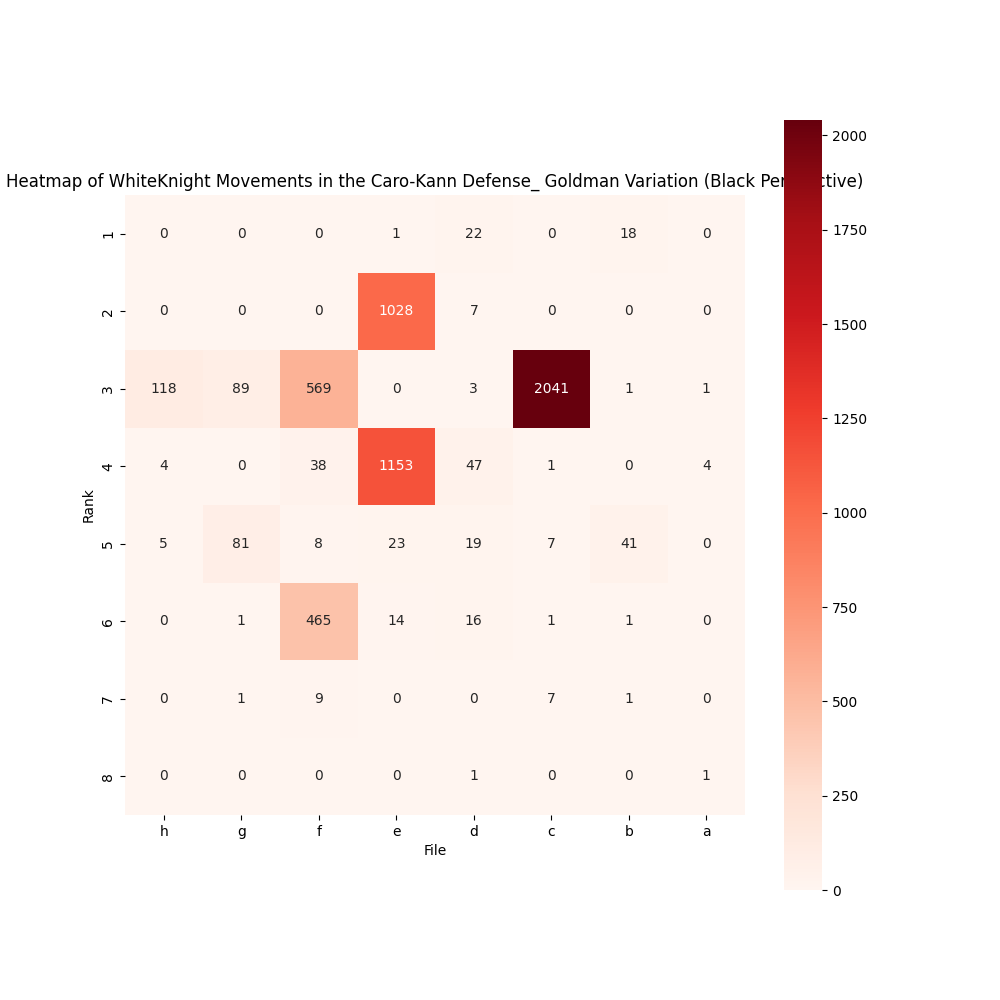 Heatmap of WhiteKnight Movements in the Caro-Kann Defense_ Goldman Variation (Black Per ctive)
1 0 0 0 1 22 0 18 0
2 0 0 0 1028 7 0 0 0
3 118 89 569 0 3 2041 1 1
4 4 0 38 1153 47 1 0 4
Rank
5 5 81 8 23 19 7 41 0
6 0 1 465 14 16 1 1 0
7 0 1 9 0 0 7 1 0
8 0 0 0 0 1 0 0 1
h g f e d c b a
File
2000
1750
1500
1250
1000
750
500
250
0